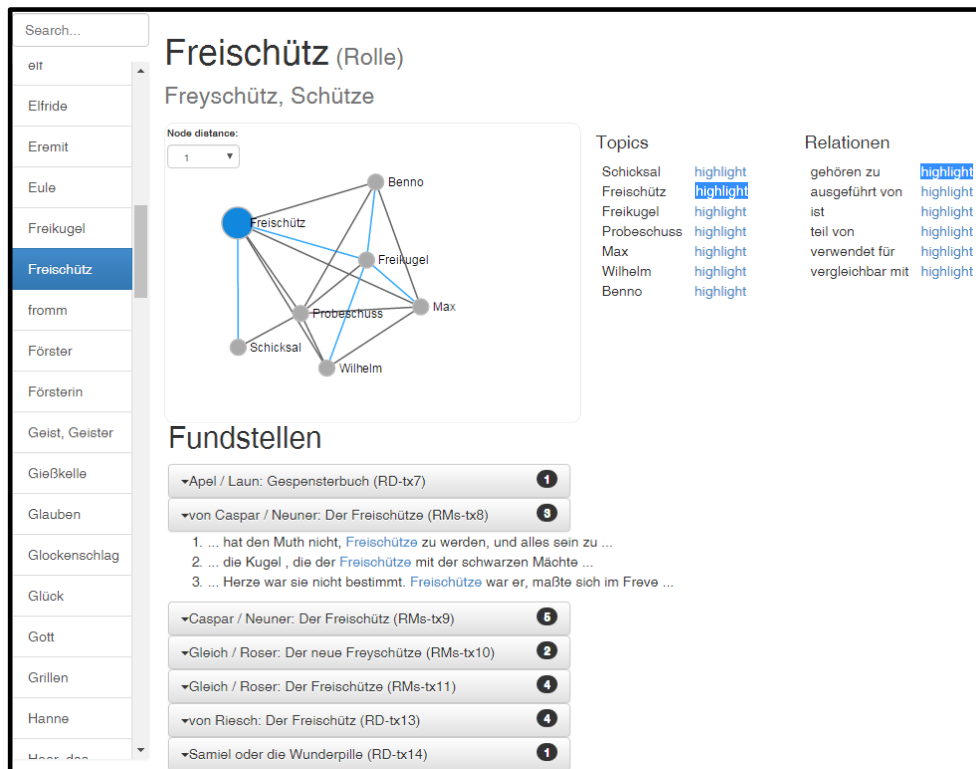 Search...
elf
Elfride
Eremit
Eule
Freikugel
Freischütz
fromm
Förster
Försterin
Geist, Geister
Gießkelle
Glauben
Glockenschlag
Glück
Gott
Grillen
Hanne
Heer, das
Freischütz (Rolle)
Freyschütz, Schütze
Node distance:
1
Benno
Freischütz
Freikugel
Max
Probeschuss
Schicksal
Wilhelm
Topics
Schicksal highlight
Freischütz highlight
Freikugel highlight
Probeschuss highlight
Max highlight
Wilhelm highlight
Benno highlight
Relationen
gehören zu highlight
ausgeführt von highlight
ist highlight
teil von highlight
verwendet für highlight
vergleichbar mit highlight
Fundstellen
Apel / Laun: Gespensterbuch (RD-tx7) 1
von Caspar / Neuner: Der Freischütze (RMs-tx8) 3
1. ... hat den Muth nicht, Freischütze zu werden, und alles sein zu ...
2. ... die Kugel , die der Freischütze mit der schwarzen Mächte ...
3. ... Herze war sie nicht bestimmt. Freischütze war er, maßte sich im Freve ...
Caspar / Neuner: Der Freischütz (RMs-tx9) 5
Gleich / Roser: Der neue Freyschütze (RMs-tx10) 2
Gleich / Roser: Der Freischütze (RMs-tx11) 4
von Riesch: Der Freischütz (RD-tx13) 4
Samiel oder die Wunderpille (RD-tx14) 1